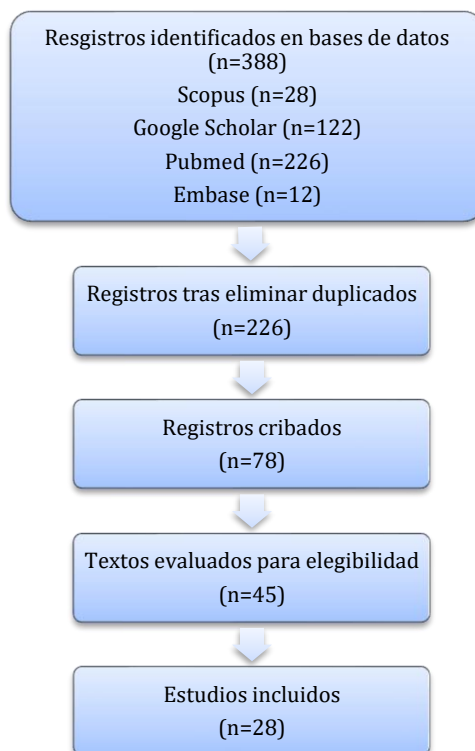 Resgistros identificados en bases de datos
(n=388)
Scopus (n=28)
Google Scholar (n=122)
Pubmed (n=226)
Embase (n=12)
Registros tras eliminar duplicados
(n=226)
Registros cribados
(n=78)
Textos evaluados para elegibilidad
(n=45)
Estudios incluidos
(n=28)